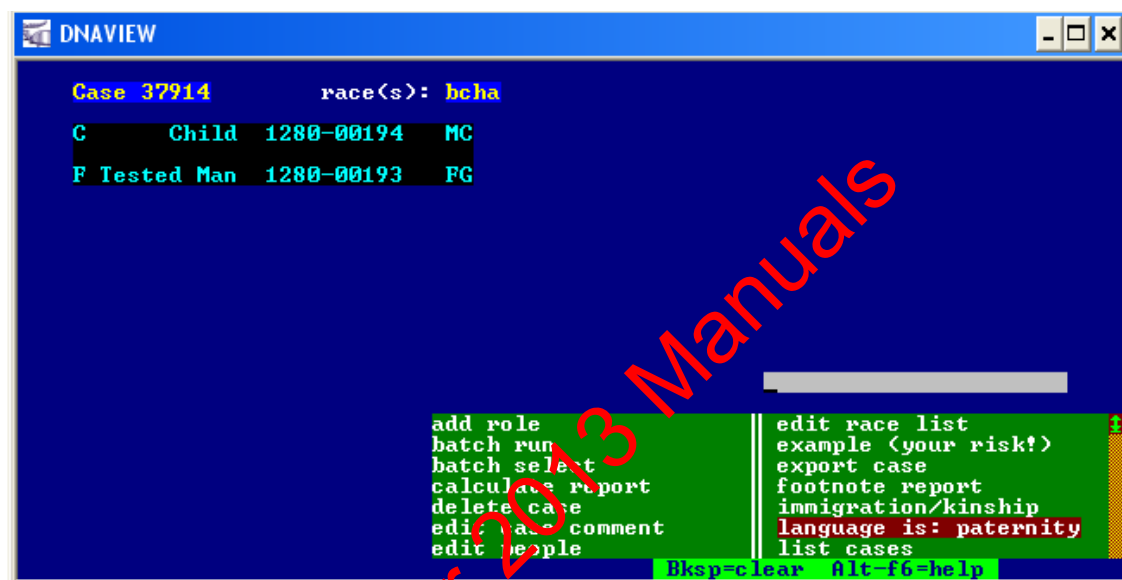 DNAVIEW
Case 37914 race(s): bcha
C Child 1280-00194 MC
F Tested Man 1280-00193 FG
add role
batch run
batch select
calculate report
delete case
edit case comment
edit people
edit race list
example (your risk!)
export case
footnote report
immigration/kinship
language is: paternity
list cases
Bksp=clear Alt-f6=help
2013 Manuals